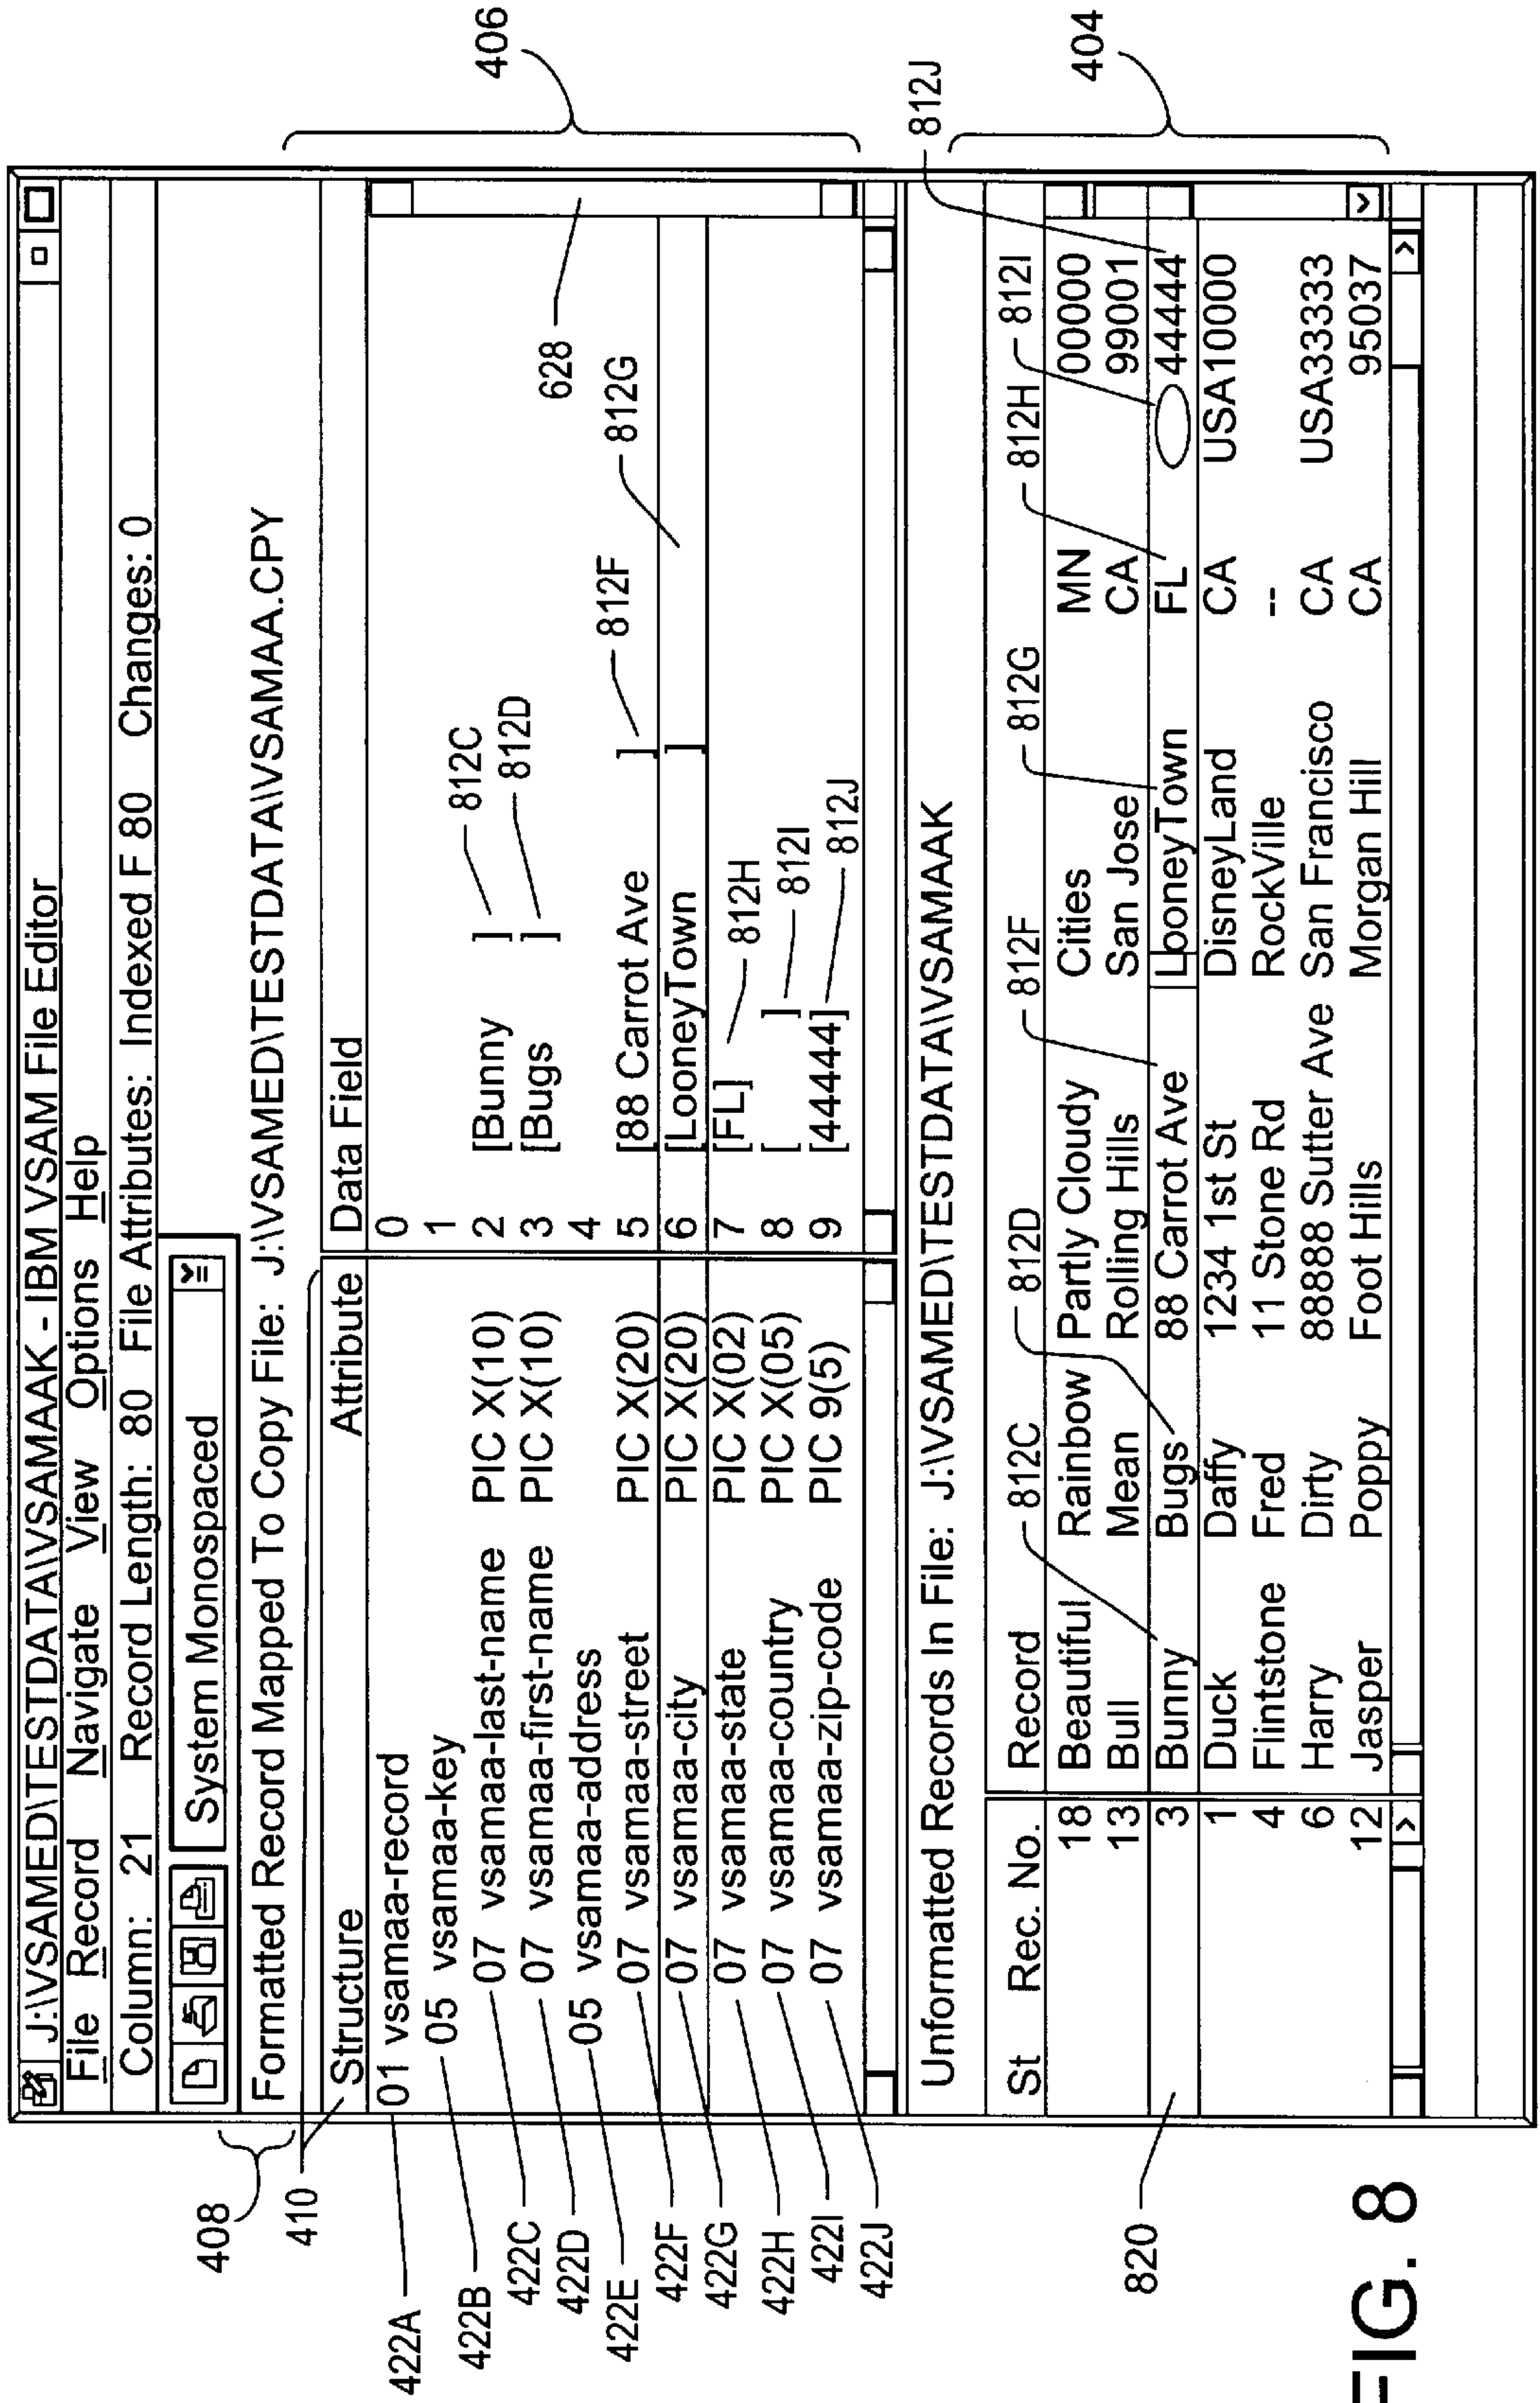 J:\VSAMED\TESTDATA\VSAMAAK - IBM VSAM File Editor
File Record Navigate View Options Help
Column: 21 Record Length: 80 File Attributes: Indexed F 80 Changes: 0
System Monospaced
408
Formatted Record Mapped To Copy File: J:\VSAMED\TESTDATA\VSAMAA.CPY
410
406
Structure Attribute Data Field
422A 01 vsamaa-record 0
422B 05 vsamaa-key 1
422C 07 vsamaa-last-name PIC X(10) 2 [Bunny ] 812C
422D 07 vsamaa-first-name PIC X(10) 3 [Bugs ] 812D
422E 05 vsamaa-address 4
628
422F 07 vsamaa-street PIC X(20) 5 [88 Carrot Ave ] 812F
422G 07 vsamaa-city PIC X(20) 6 [LooneyTown ] 812G
422H 07 vsamaa-state PIC X(02) 7 [FL] 812H
422I 07 vsamaa-country PIC X(05) 8 [ ] 812I
422J 07 vsamaa-zip-code PIC 9(5) 9 [44444] 812J
Unformatted Records In File: J:\VSAMED\TESTDATA\VSAMAAK
812J
812C 812D 812F 812G 812H 812I
St Rec. No. Record
404
18 Beautiful Rainbow Partly Cloudy Cities MN 00000
13 Bull Mean Rolling Hills San Jose CA 99001
820 3 Bunny Bugs 88 Carrot Ave LooneyTown FL 44444
1 Duck Daffy 1234 1st St DisneyLand CA USA10000
4 Flintstone Fred 11 Stone Rd RockVille --
6 Harry Dirty 88888 Sutter Ave San Francisco CA USA33333
12 Jasper Poppy Foot Hills Morgan Hill CA 95037
FIG. 8